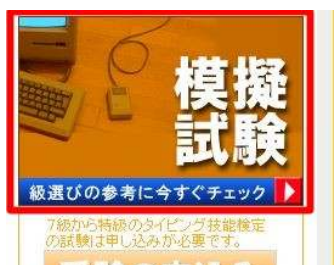 模擬
試験
級選びの参考に今すぐチェック
7級から特級のタイピング技能検定
の試験は申し込みが必要です。